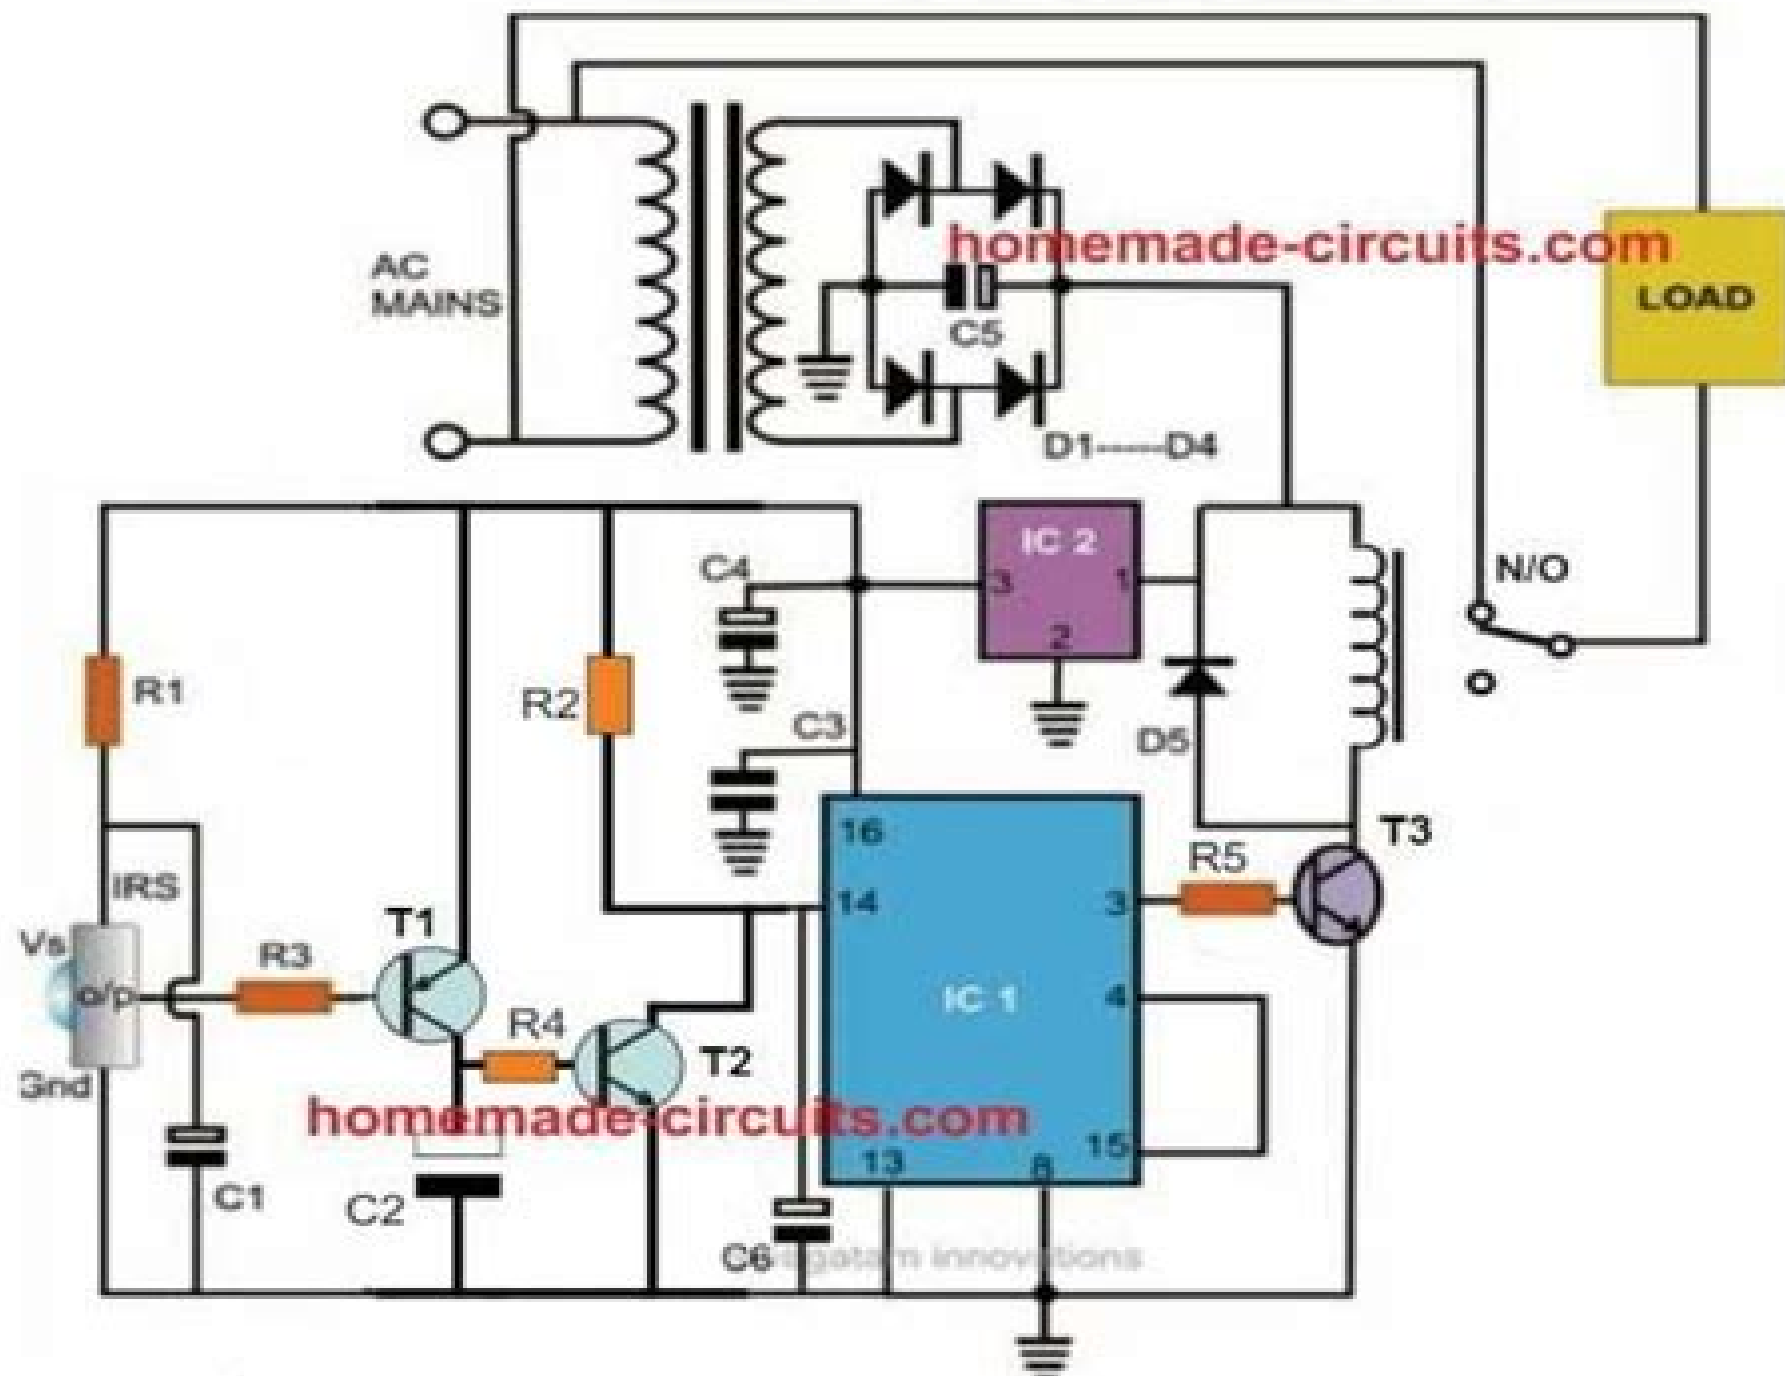 homemade-circuits.com
AC
MAINS
C5
LOAD
D1-----D4
IC 2
3
1
2
N/O
C4
R1
R2
C3
D5
16
T3
R5
IRS
14
3
Vs
T1
R3
o/p
IC 1
4
R4
T2
Gnd
homemade-circuits.com
15
13
8
C1
C2
C6
innovations